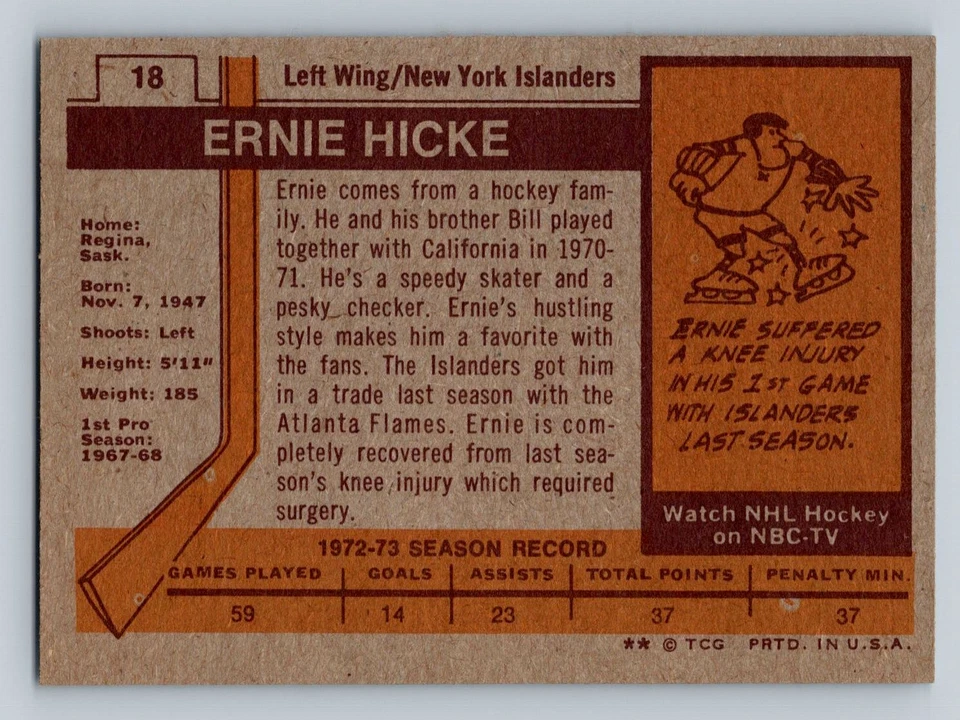 18
Left Wing/New York Islanders
ERNIE HICKE
Home:
Regina,
Sask.
Born:
Nov. 7, 1947
Shoots: Left
Height: 5'11"
Weight: 185
1st Pro
Season:
1967-68
Ernie comes from a hockey fam-
ily. He and his brother Bill played
together with California in 1970-
71. He's a speedy skater and a
pesky checker. Ernie's hustling
style makes him a favorite with
the fans. The Islanders got him
in a trade last season with the
Atlanta Flames. Ernie is com-
pletely recovered from last sea-
son's knee injury which required
surgery.
ERNIE SUFFERED
A KNEE INJURY
IN HIS 1ST GAME
WITH ISLANDERS
LAST SEASON.
Watch NHL Hockey
on NBC-TV
1972-73 SEASON RECORD
GAMES PLAYED GOALS ASSISTS TOTAL POINTS PENALTY MIN.
59 14 23 37 37
** © TCG PRTD. IN U.S.A.